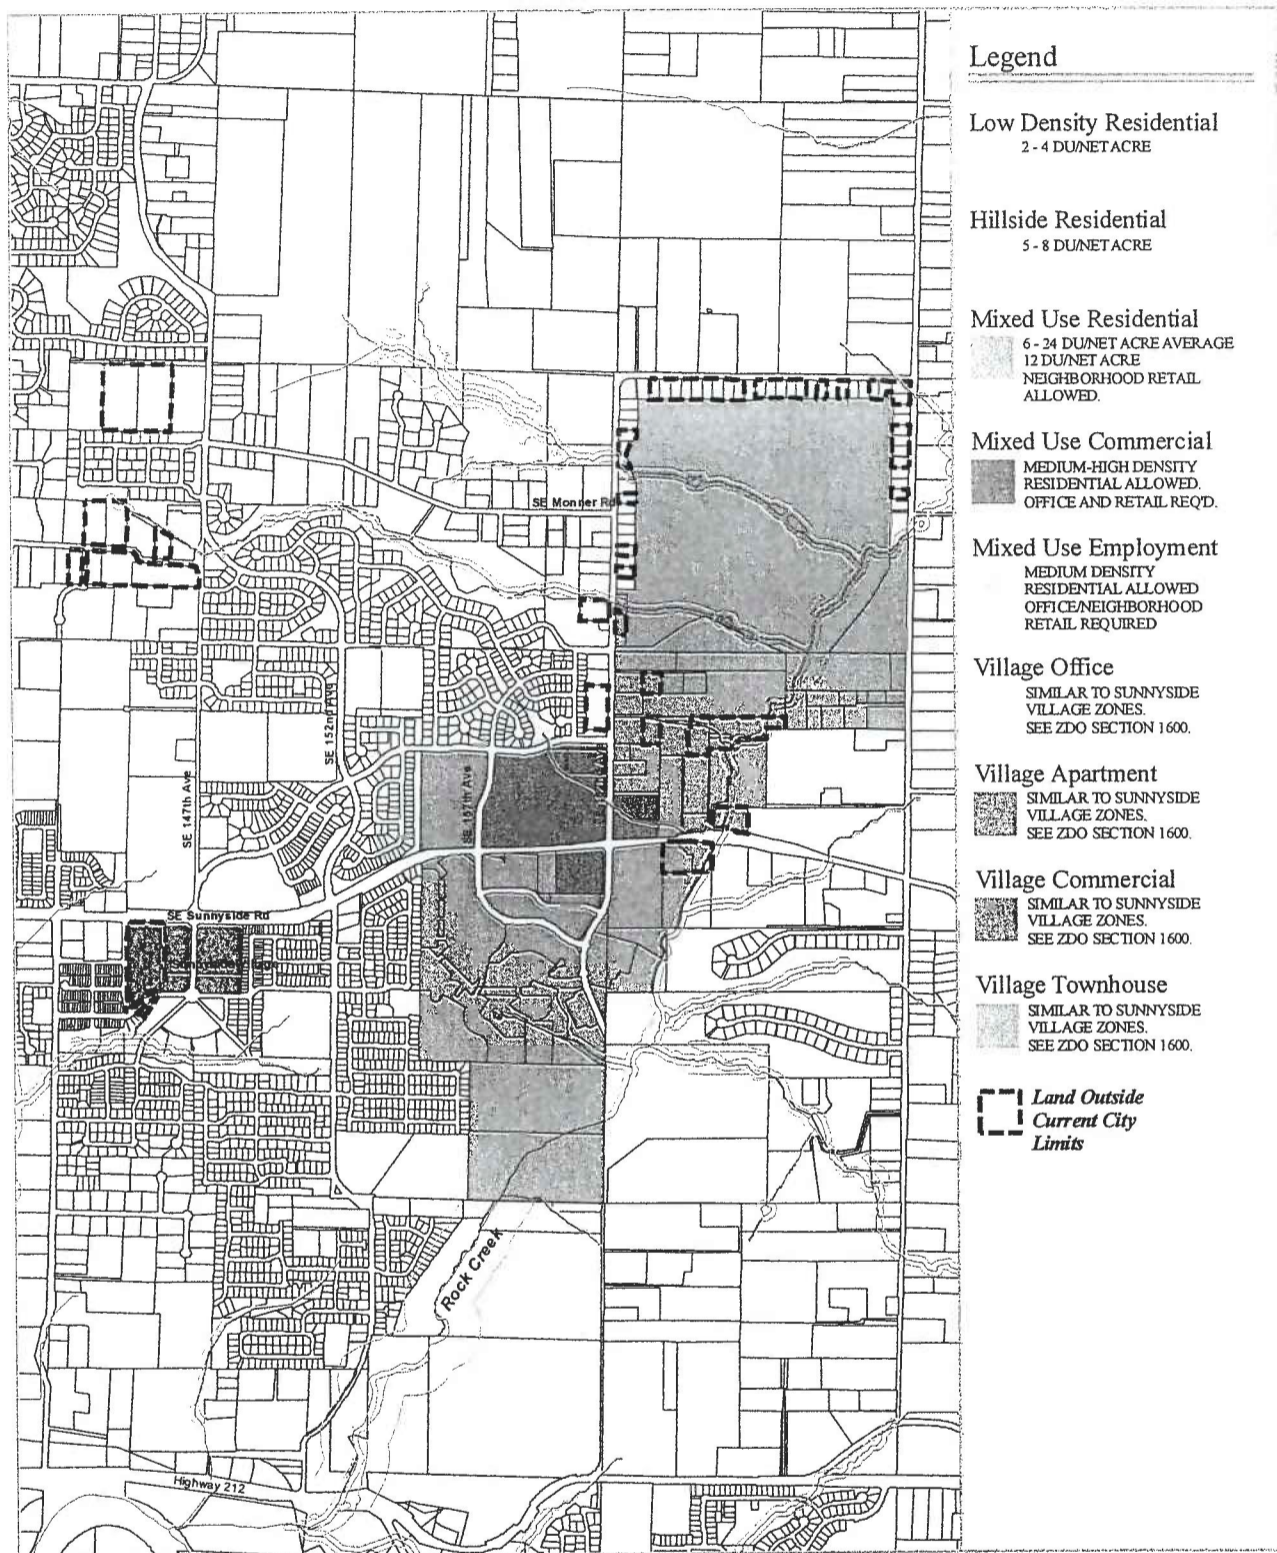 Legend
Low Density Residential
2 - 4 DU/NET ACRE
Hillside Residential
5 - 8 DU/NET ACRE
Mixed Use Residential
6 - 24 DU/NET ACRE AVERAGE
12 DU/NET ACRE
NEIGHBORHOOD RETAIL
ALLOWED.
Mixed Use Commercial
MEDIUM-HIGH DENSITY
RESIDENTIAL ALLOWED.
OFFICE AND RETAIL REQ'D.
Mixed Use Employment
MEDIUM DENSITY
RESIDENTIAL ALLOWED
OFFICE/NEIGHBORHOOD
RETAIL REQUIRED
Village Office
SIMILAR TO SUNNYSIDE
VILLAGE ZONES.
SEE ZDO SECTION 1600.
Village Apartment
SIMILAR TO SUNNYSIDE
VILLAGE ZONES.
SEE ZDO SECTION 1600.
Village Commercial
SIMILAR TO SUNNYSIDE
VILLAGE ZONES.
SEE ZDO SECTION 1600.
Village Townhouse
SIMILAR TO SUNNYSIDE
VILLAGE ZONES.
SEE ZDO SECTION 1600.
Land Outside
Current City
Limits
SE Monner Rd
SE 152nd Ave
SE 147th Ave
SE 157th Ave
SE Sunnyside Rd
Rock Creek
Highway 212